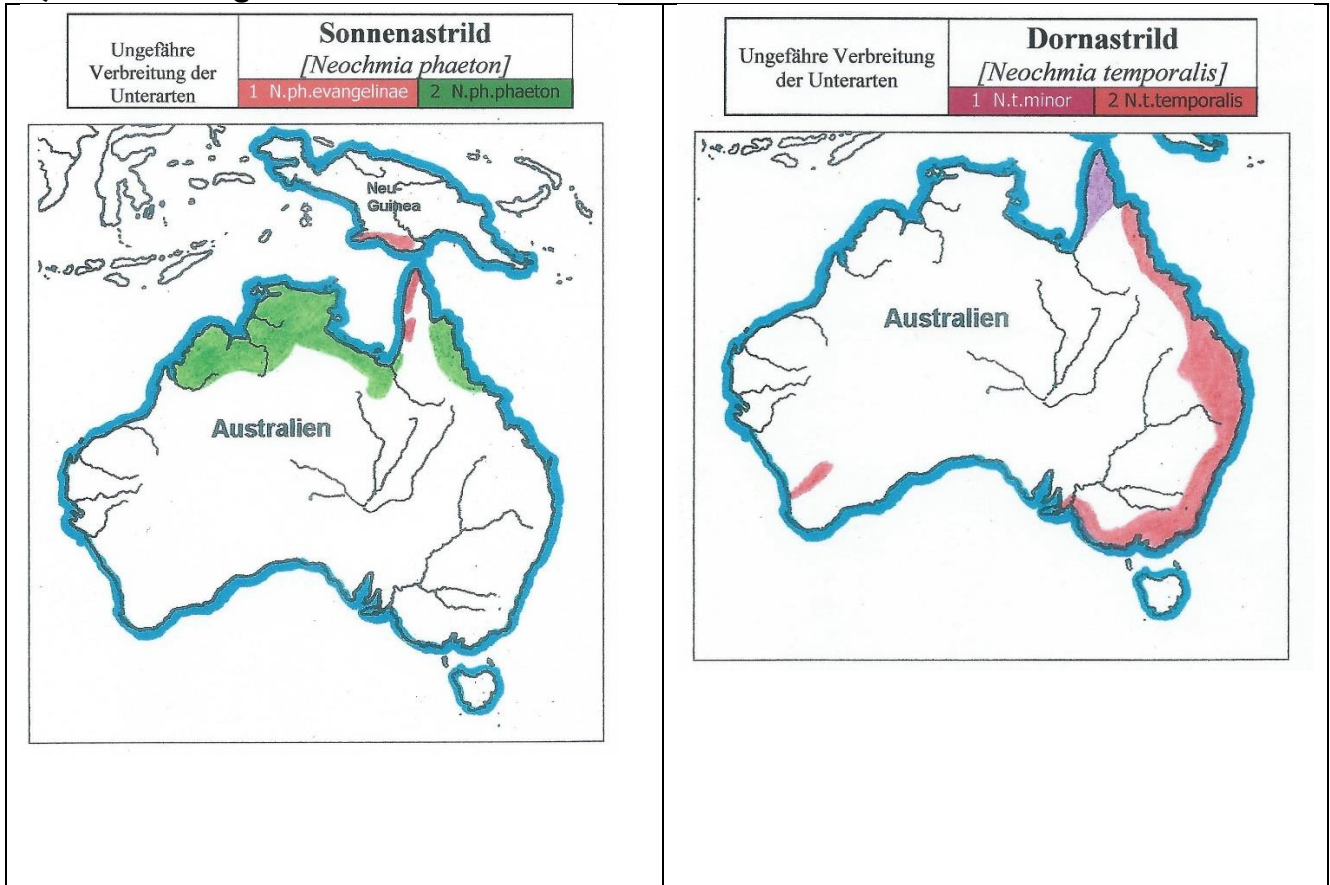 Ungefähre
Verbreitung der
Unterarten
Sonnenastrild
[Neochmia phaeton]
1 N.ph.evangelinae 2 N.ph.phaeton
Neu-
Guinea
Australien
Ungefähre Verbreitung
der Unterarten
Dornastrild
[Neochmia temporalis]
1 N.t.minor 2 N.t.temporalis
Australien